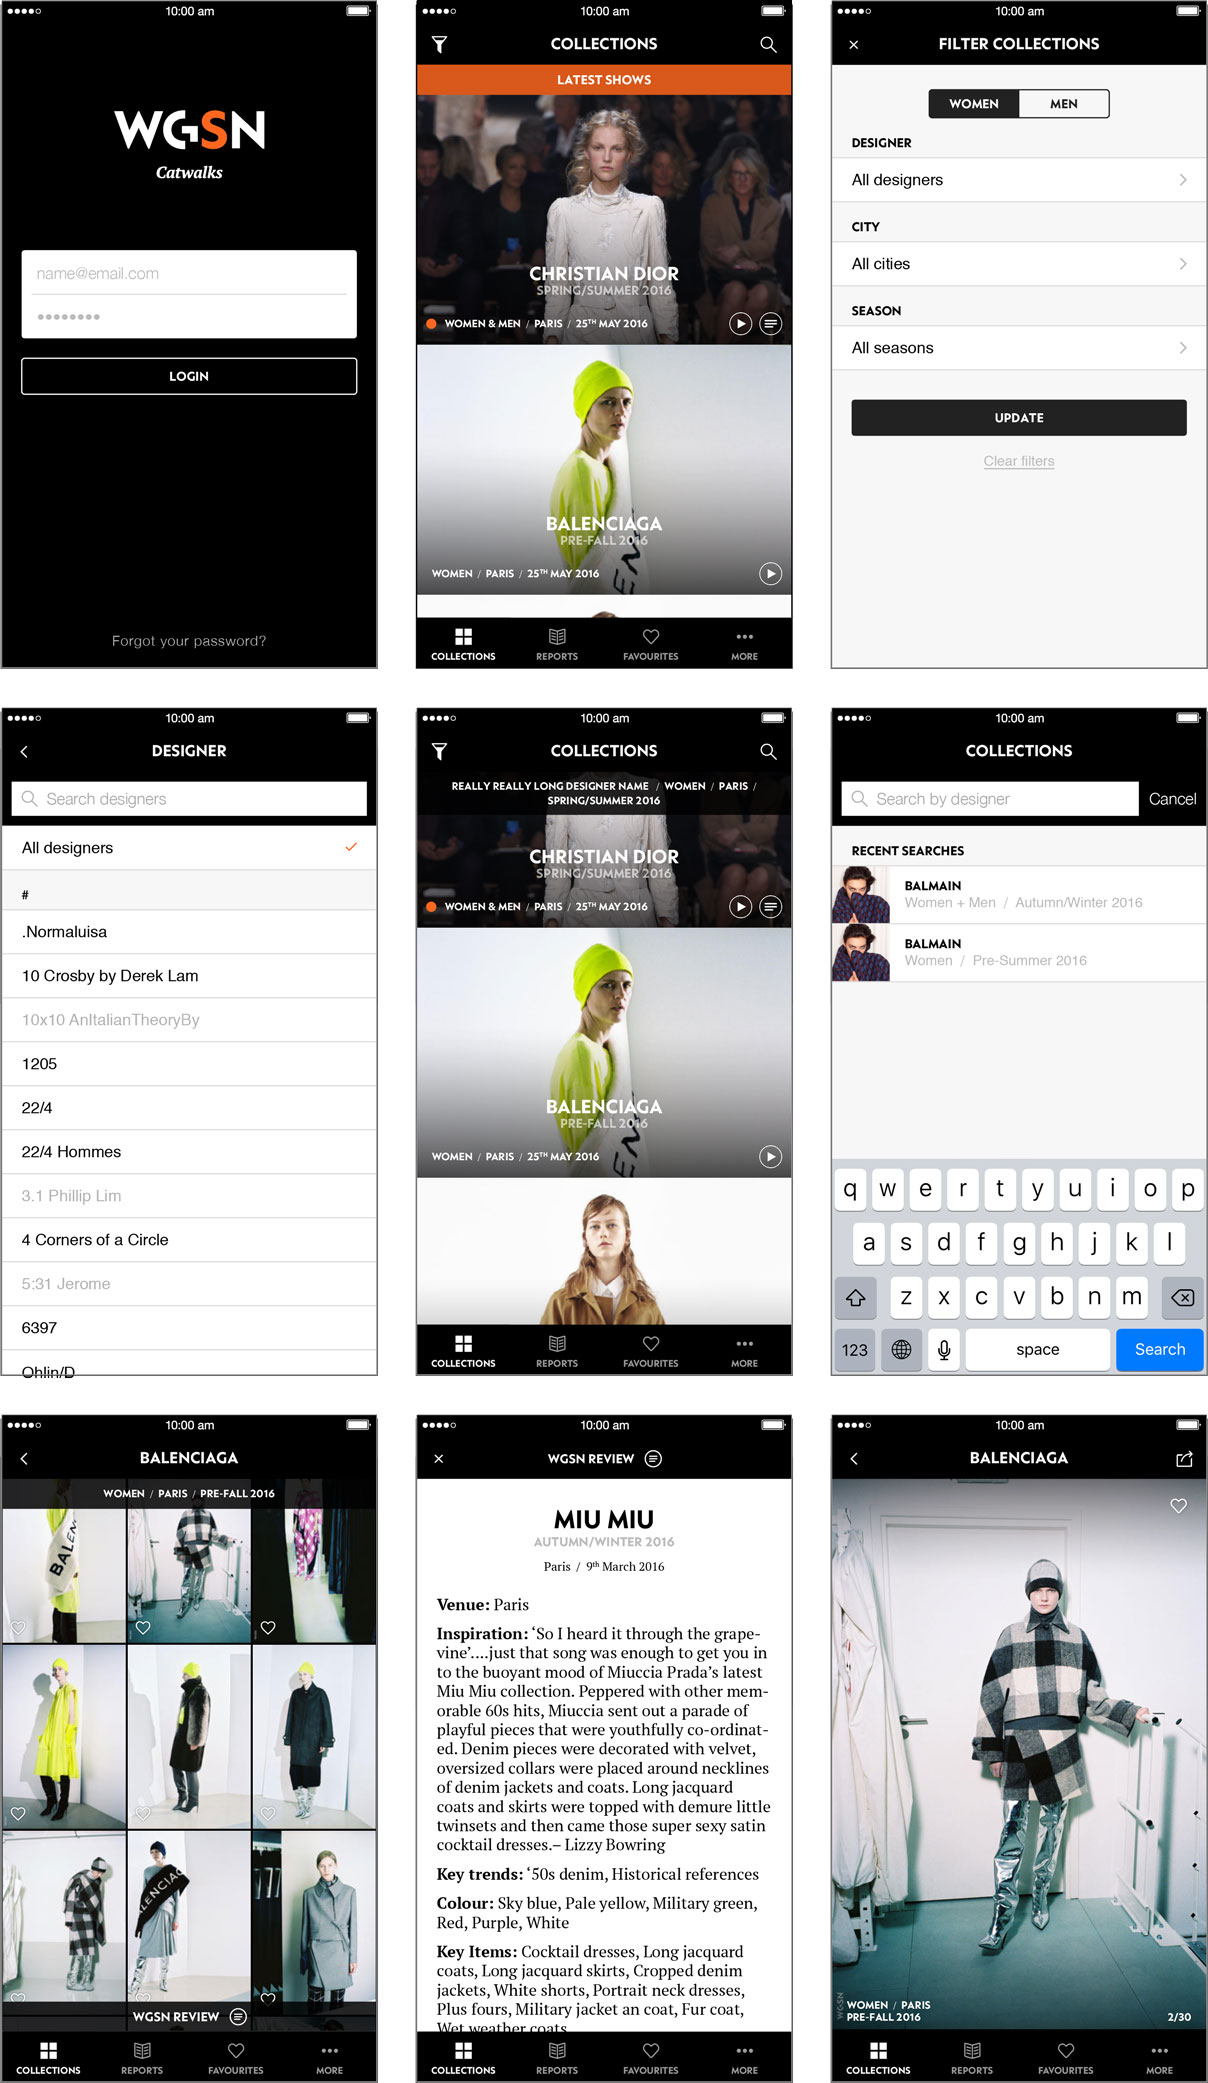 10:00 am
WGSN
Catwalks
name@email.com
LOGIN
Forgot your password?
10:00 am
COLLECTIONS
LATEST SHOWS
CHRISTIAN DIOR
SPRING/SUMMER 2016
WOMEN & MEN / PARIS / 25TH MAY 2016
BALENCIAGA
PRE-FALL 2016
WOMEN / PARIS / 25TH MAY 2016
COLLECTIONS REPORTS FAVOURITES MORE
10:00 am
FILTER COLLECTIONS
WOMEN MEN
DESIGNER
All designers
CITY
All cities
SEASON
All seasons
UPDATE
Clear filters
10:00 am
DESIGNER
Search designers
All designers
#
.Normaluisa
10 Crosby by Derek Lam
10x10 AnItalianTheoryBy
1205
22/4
22/4 Hommes
3.1 Phillip Lim
4 Corners of a Circle
5:31 Jerome
6397
Ohlin/D
10:00 am
COLLECTIONS
REALLY REALLY LONG DESIGNER NAME / WOMEN / PARIS /
SPRING/SUMMER 2016
CHRISTIAN DIOR
SPRING/SUMMER 2016
WOMEN & MEN / PARIS / 25TH MAY 2016
BALENCIAGA
PRE-FALL 2016
WOMEN / PARIS / 25TH MAY 2016
COLLECTIONS REPORTS FAVOURITES MORE
10:00 am
COLLECTIONS
Search by designer Cancel
RECENT SEARCHES
BALMAIN
Women + Men / Autumn/Winter 2016
BALMAIN
Women / Pre-Summer 2016
q w e r t y u i o p
a s d f g h j k l
z x c v b n m
123 space Search
10:00 am
BALENCIAGA
WOMEN / PARIS / PRE-FALL 2016
BALEN
ALENCIAG
WGSN REVIEW
COLLECTIONS REPORTS FAVOURITES MORE
10:00 am
WGSN REVIEW
MIU MIU
AUTUMN/WINTER 2016
Paris / 9th March 2016
Venue: Paris
Inspiration: ‘So I heard it through the grape-
vine’....just that song was enough to get you in
to the buoyant mood of Miuccia Prada’s latest
Miu Miu collection. Peppered with other mem-
orable 60s hits, Miuccia sent out a parade of
playful pieces that were youthfully co-ordinat-
ed. Denim pieces were decorated with velvet,
oversized collars were placed around necklines
of denim jackets and coats. Long jacquard
coats and skirts were topped with demure little
twinsets and then came those super sexy satin
cocktail dresses.– Lizzy Bowring
Key trends: ‘50s denim, Historical references
Colour: Sky blue, Pale yellow, Military green,
Red, Purple, White
Key Items: Cocktail dresses, Long jacquard
coats, Long jacquard skirts, Cropped denim
jackets, White shorts, Portrait neck dresses,
Plus fours, Military jacket an coat, Fur coat,
Wet weather coats
COLLECTIONS REPORTS FAVOURITES MORE
10:00 am
BALENCIAGA
WGSN
WOMEN / PARIS
PRE-FALL 2016
2/30
COLLECTIONS REPORTS FAVOURITES MORE